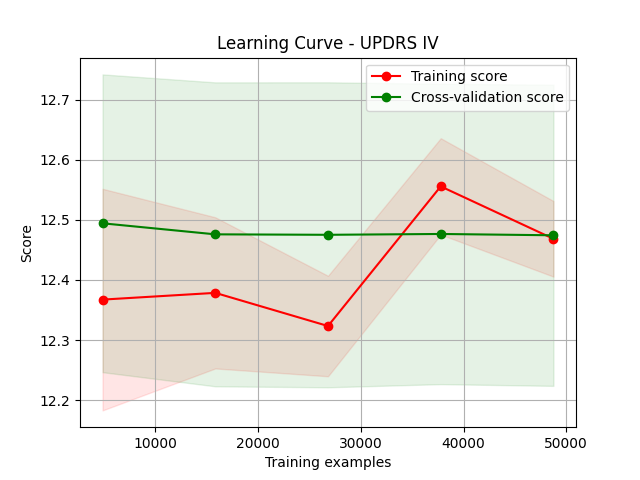 Learning Curve - UPDRS IV
Training score
Cross-validation score
12.7
12.6
12.5
12.4
12.3
12.2
Score
10000
20000
30000
40000
50000
Training examples